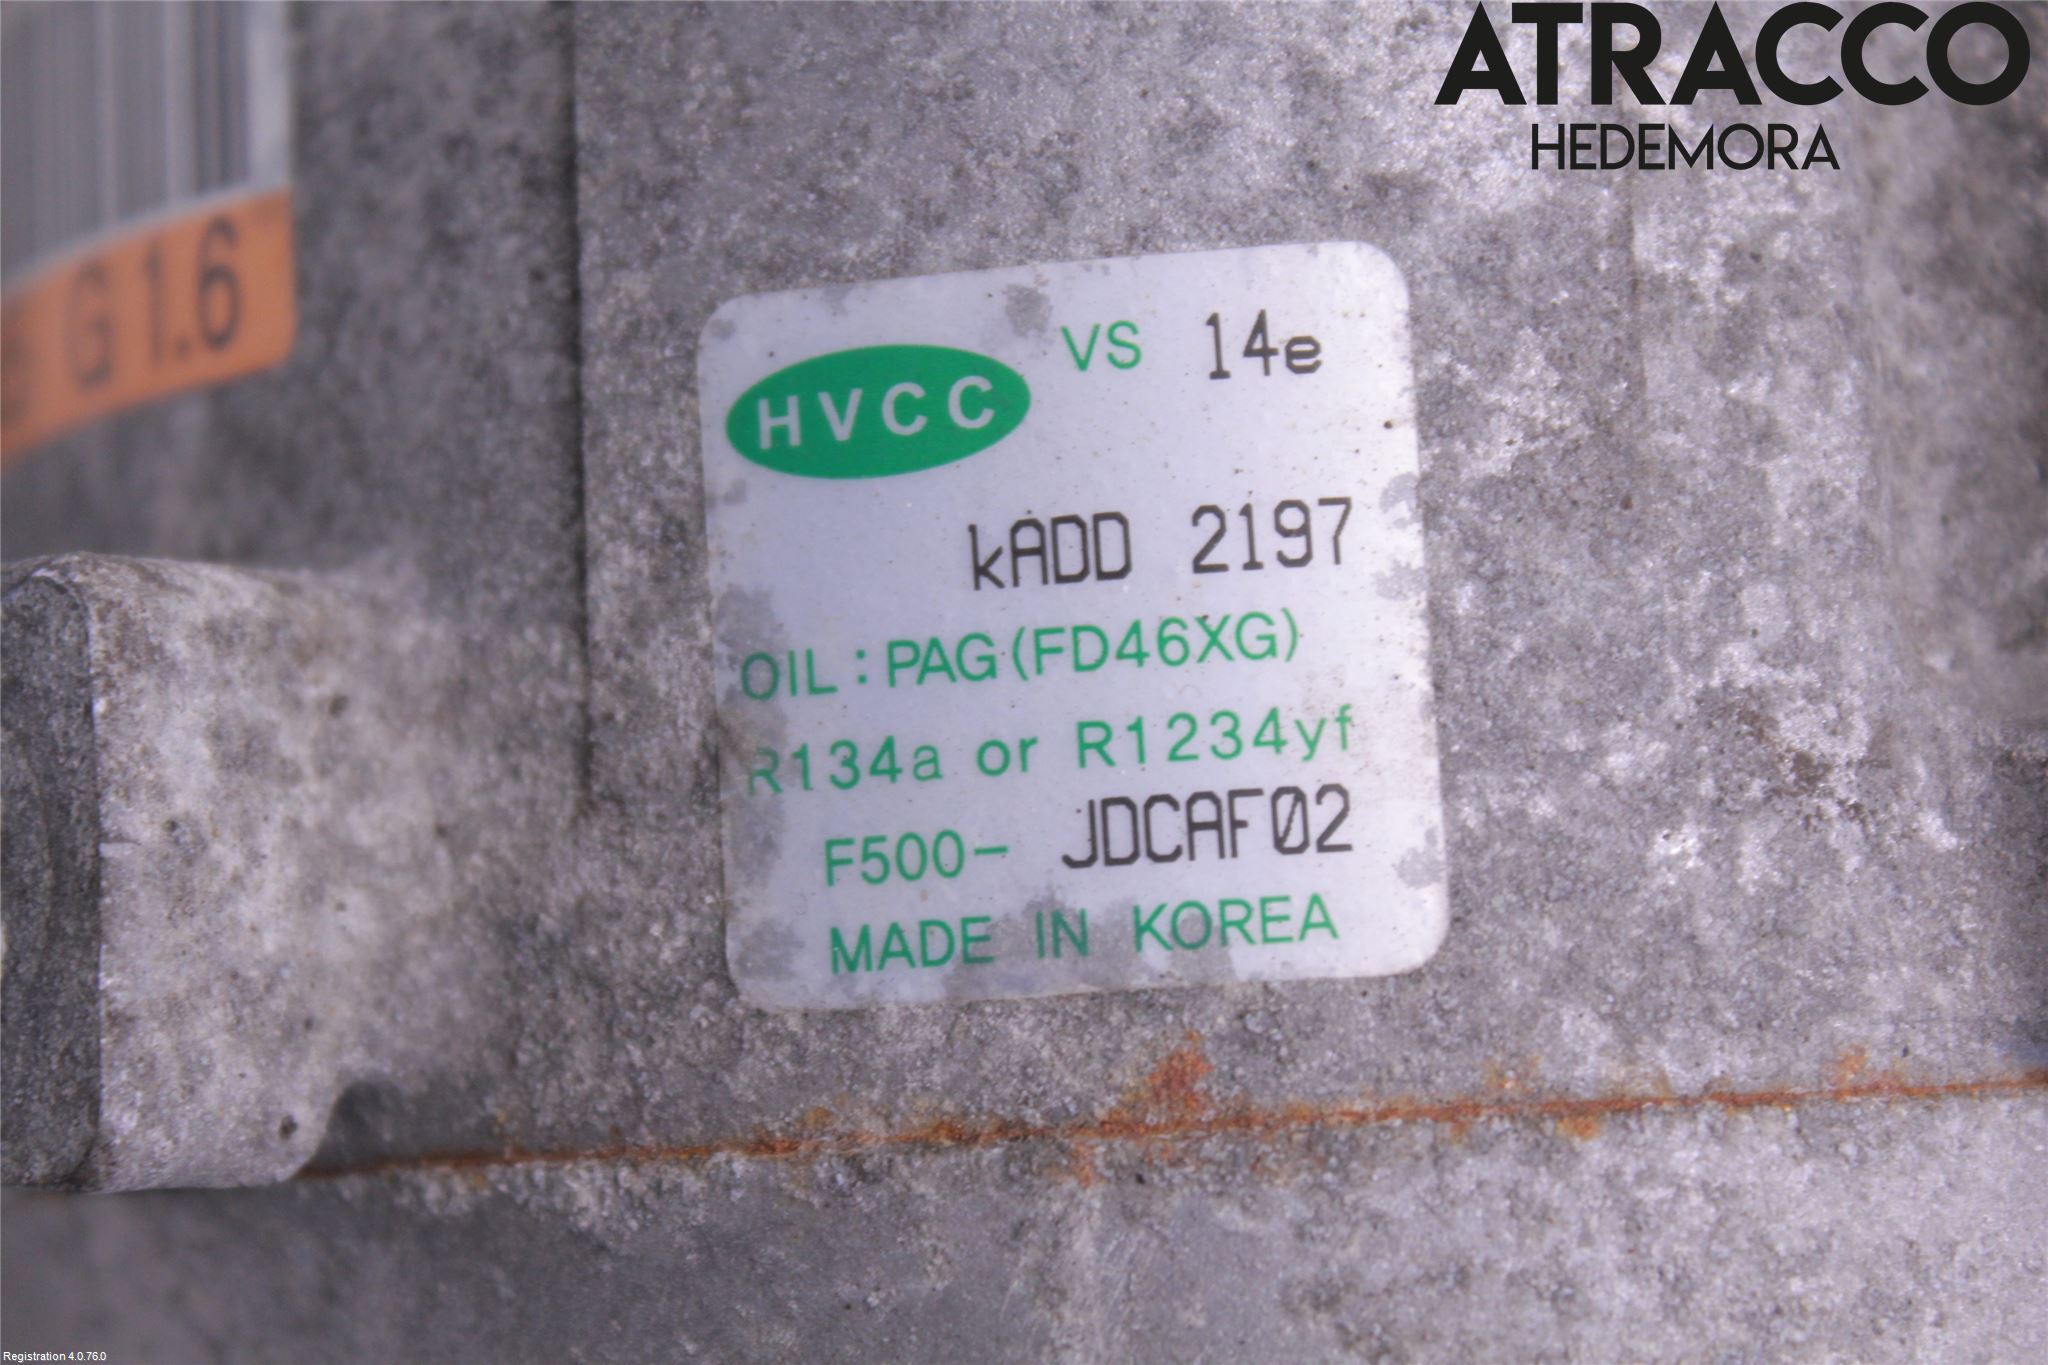 ATRACCO
HEDEMORA
G 1.6
HVCC VS 14e
kADD 2197
OIL : PAG (FD46XG)
R134a or R1234yf
F500- JDCAF02
MADE IN KOREA
Registration 4.0.76.0